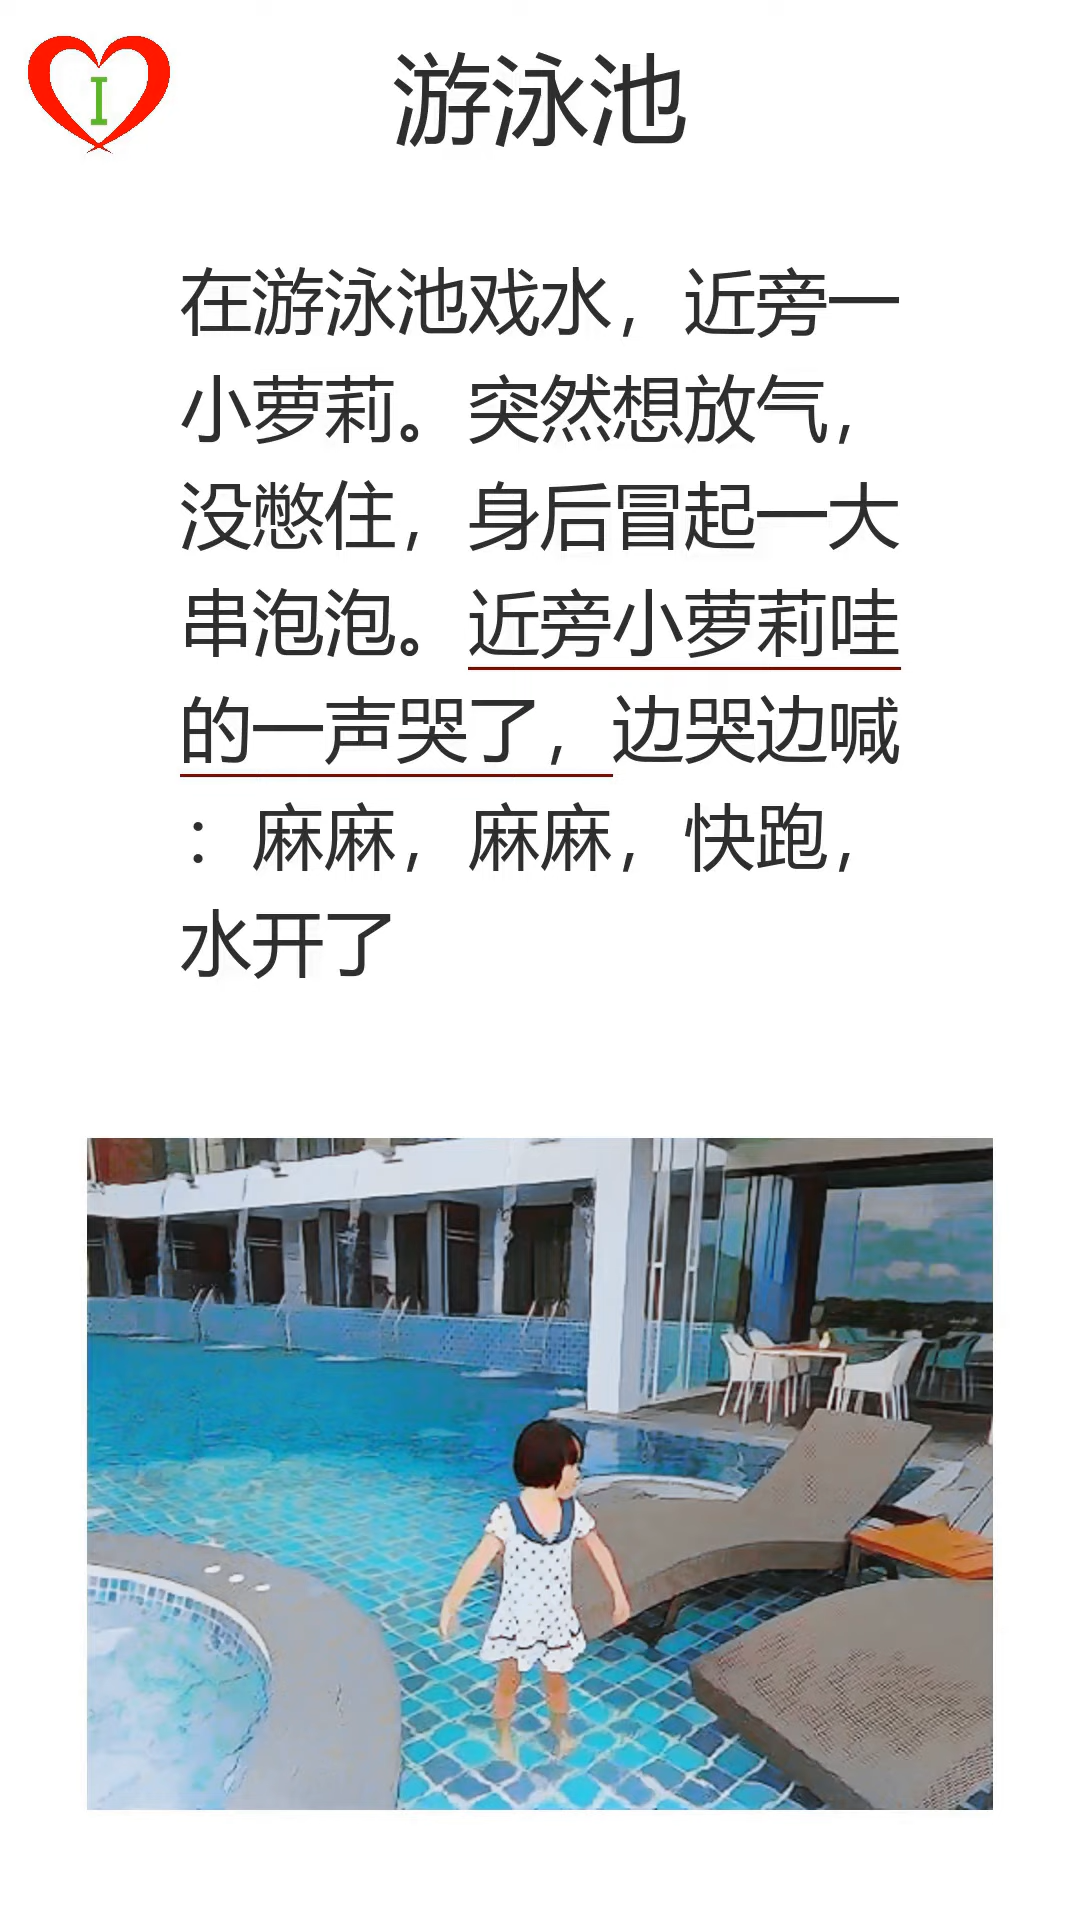 I
游泳池
在游泳池戏水，近旁一
小萝莉。突然想放气，
没憋住，身后冒起一大
串泡泡。近旁小萝莉哇
的一声哭了，边哭边喊
：麻麻，麻麻，快跑，
水开了